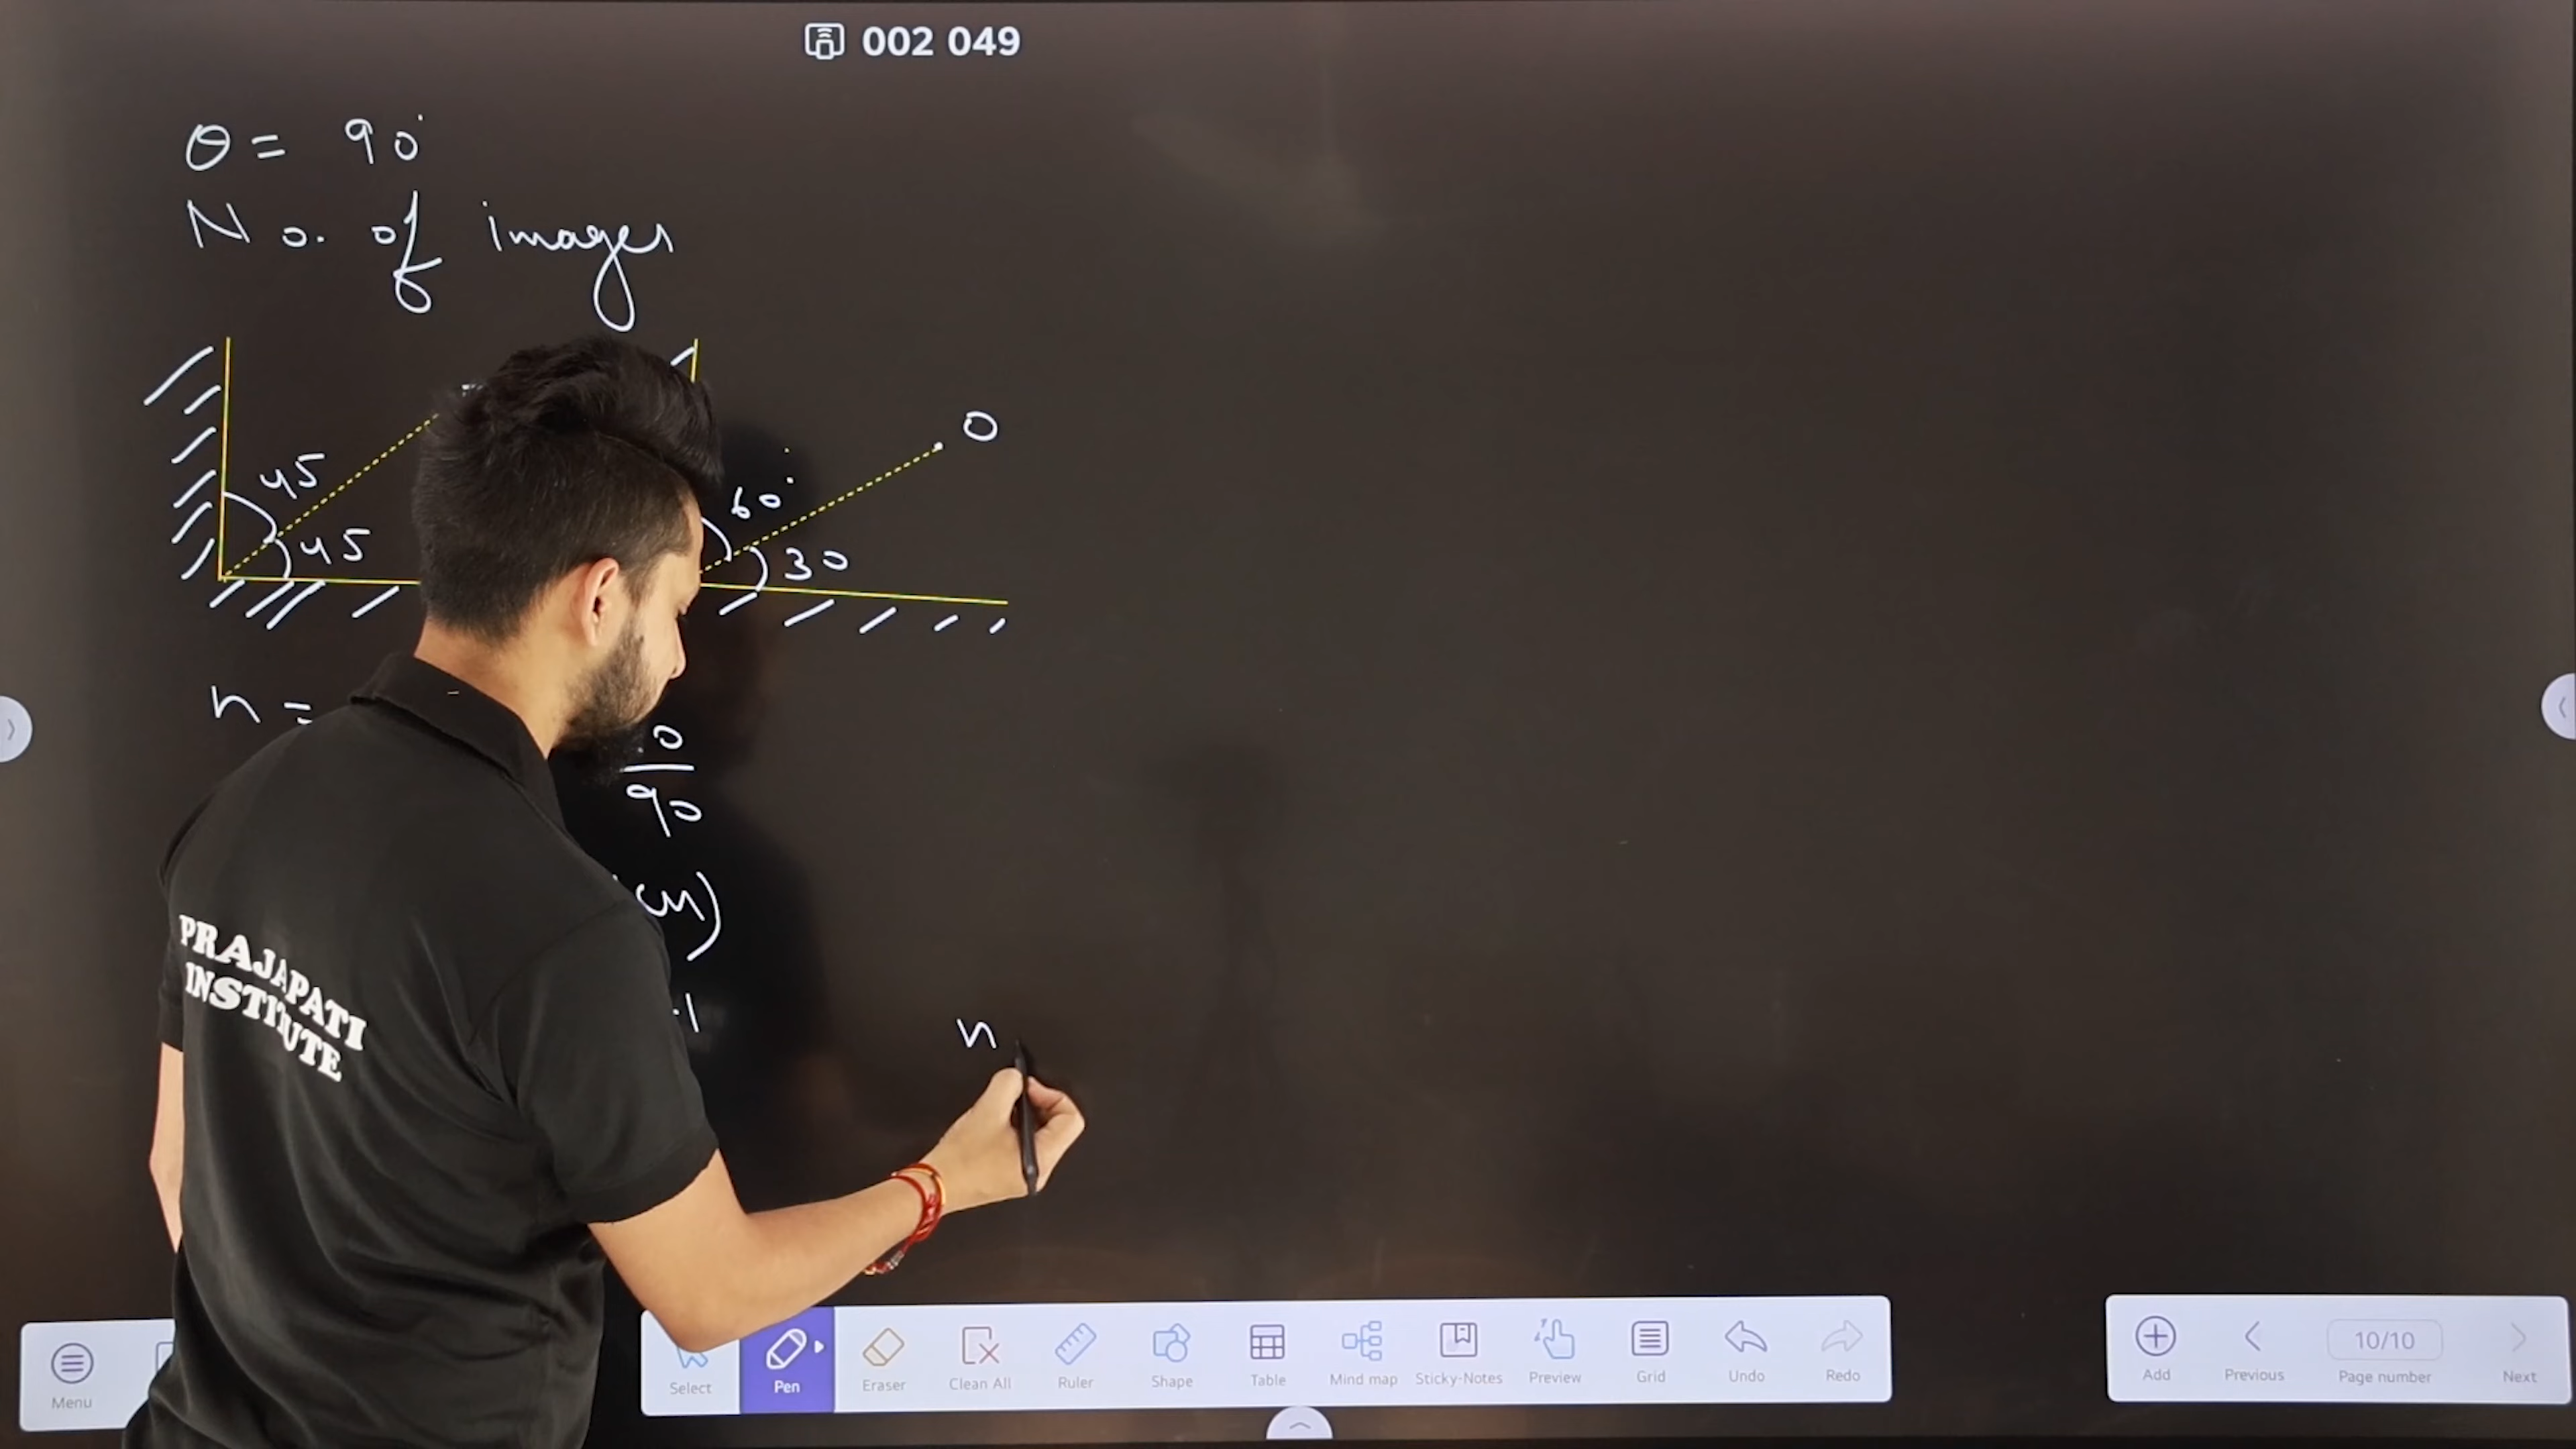 002 049
θ = 90°
No. of images
45
45
O
60°
30
n =
90
n
PRAJAPATI
INSTITUTE
Menu
Select
Pen
Eraser
Clean All
Ruler
Shape
Table
Mind map
Sticky-Notes
Preview
Grid
Undo
Redo
Add
Previous
10/10
Page number
Next